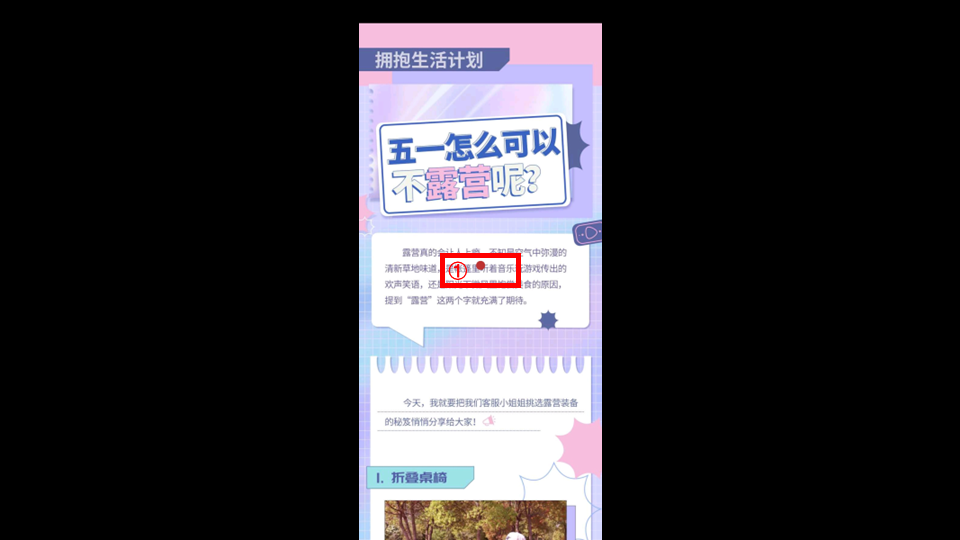 拥抱生活计划
五一怎么可以
不露营呢？
露营真的会让人上瘾，不知是空气中弥漫的
清新草地味道，
①
听着音乐
游戏传出的
欢声笑语，还是
食的原因，
提到“露营”这两个字就充满了期待。
今天，我就要把我们客服小姐姐挑选露营装备
的秘笈悄悄分享给大家！
1. 折叠桌椅